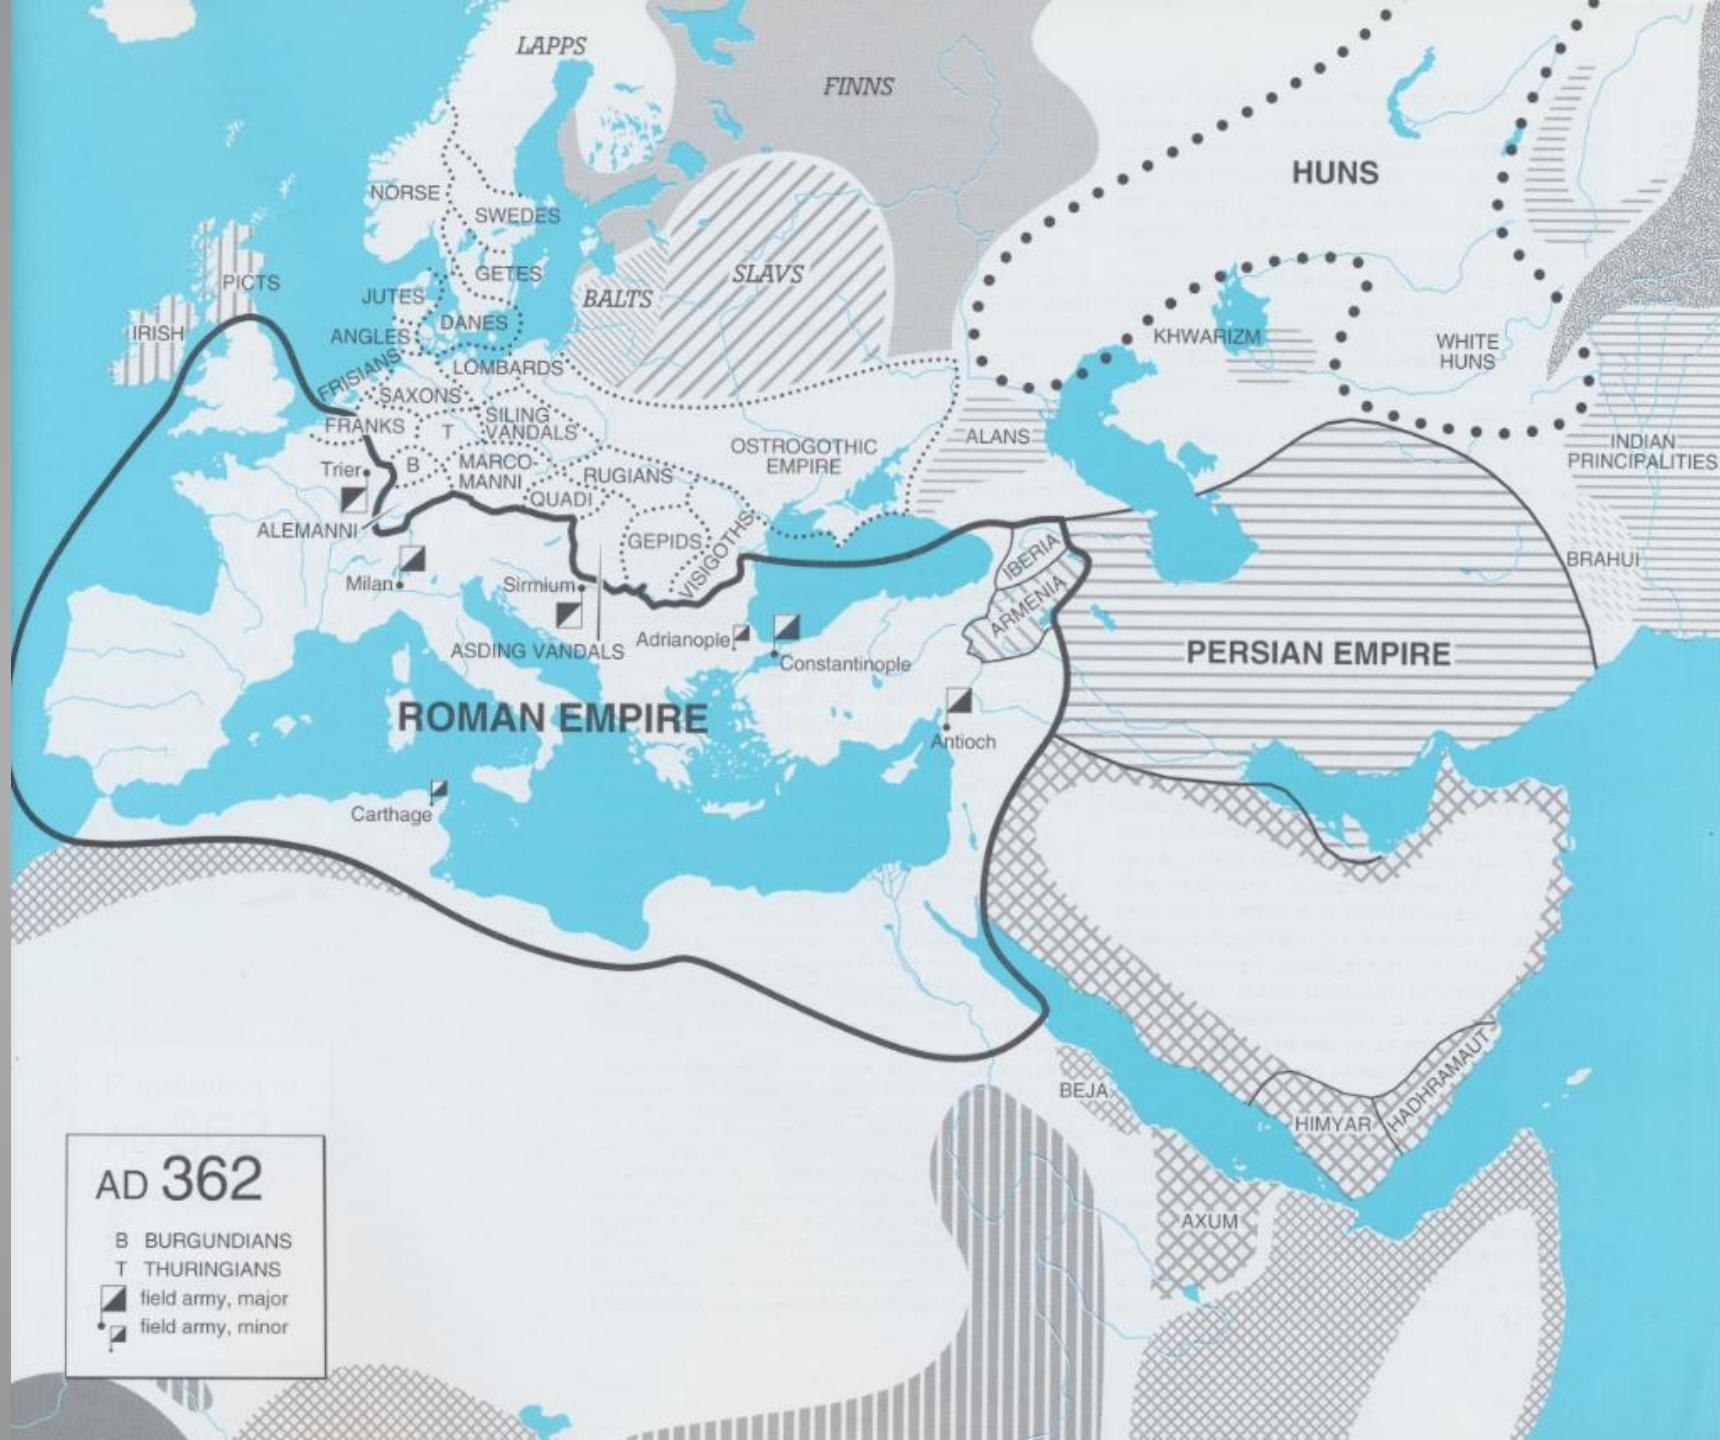 LAPPS
FINNS
HUNS
NORSE
SWEDES
PICTS
GETES
SLAVS
JUTES
BALTS
IRISH
ANGLES
DANES
KHWARIZM
WHITE
HUNS
FRISIANS
LOMBARDS
SAXONS
FRANKS
T
SILING
VANDALS
ALANS
OSTROGOTHIC
EMPIRE
INDIAN
PRINCIPALITIES
Trier
B
MARCO-
MANNI
RUGIANS
QUADI
ALEMANNI
GEPIDS
VISIGOTHS
IBERIA
BRAHUI
Milan
Sirmium
ARMENIA
ASDING VANDALS
Adrianople
Constantinople
PERSIAN EMPIRE
ROMAN EMPIRE
Antioch
Carthage
BEJA
HIMYAR
HADHRAMAUT
AXUM
AD 362
B BURGUNDIANS
T THURINGIANS
field army, major
field army, minor